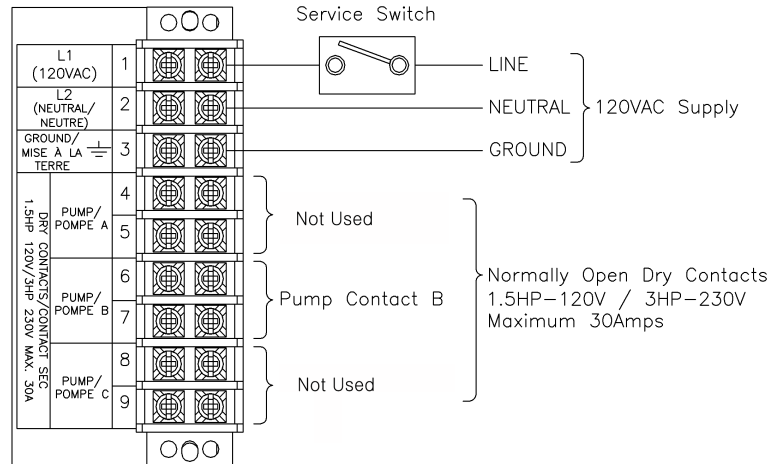 Service Switch
L1
(120VAC)
1
LINE
L2
(NEUTRAL/
NEUTRE)
2
NEUTRAL
120VAC Supply
GROUND/
MISE À LA
TERRE
3
GROUND
DRY CONTACTS/CONTACT SEC
1.5HP 120V/3HP 230V MAX. 30A
PUMP/
POMPE A
4
5
Not Used
PUMP/
POMPE B
6
7
Pump Contact B
PUMP/
POMPE C
8
9
Not Used
Normally Open Dry Contacts
1.5HP-120V / 3HP-230V
Maximum 30Amps